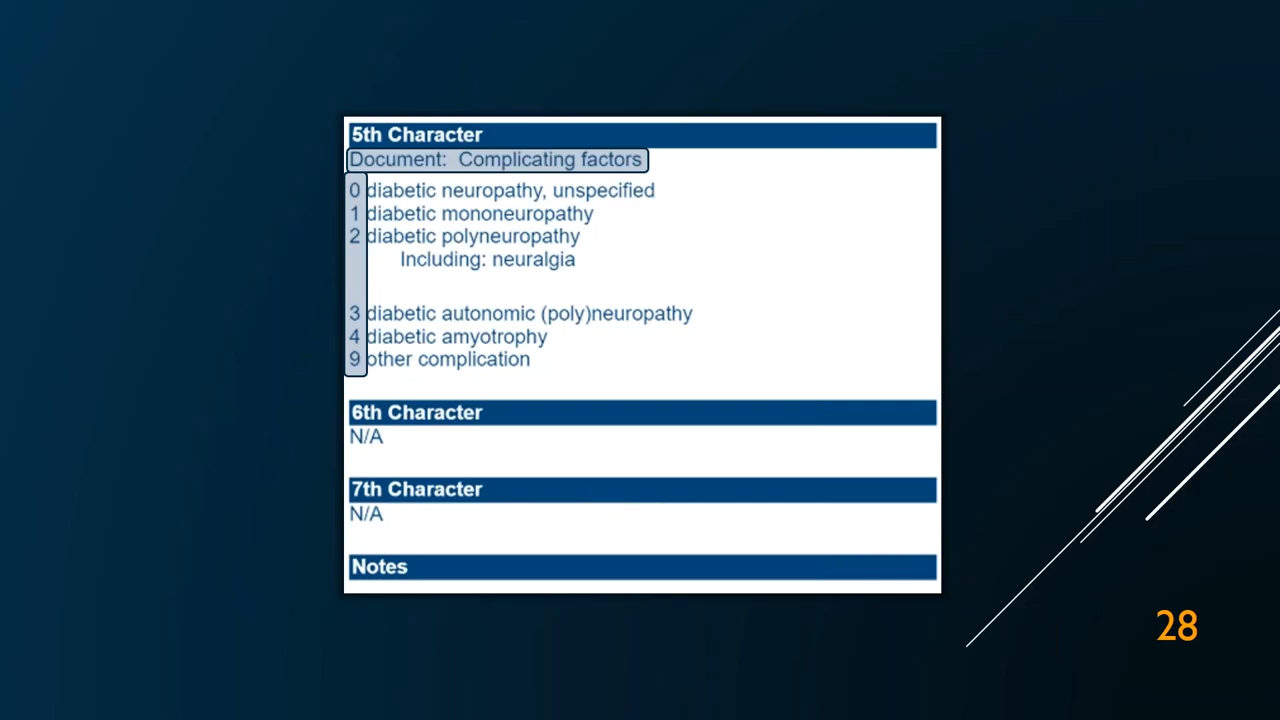 5th Character
Document: Complicating factors
0 diabetic neuropathy, unspecified
1 diabetic mononeuropathy
2 diabetic polyneuropathy
Including: neuralgia
3 diabetic autonomic (poly)neuropathy
4 diabetic amyotrophy
9 other complication
6th Character
N/A
7th Character
N/A
Notes
28